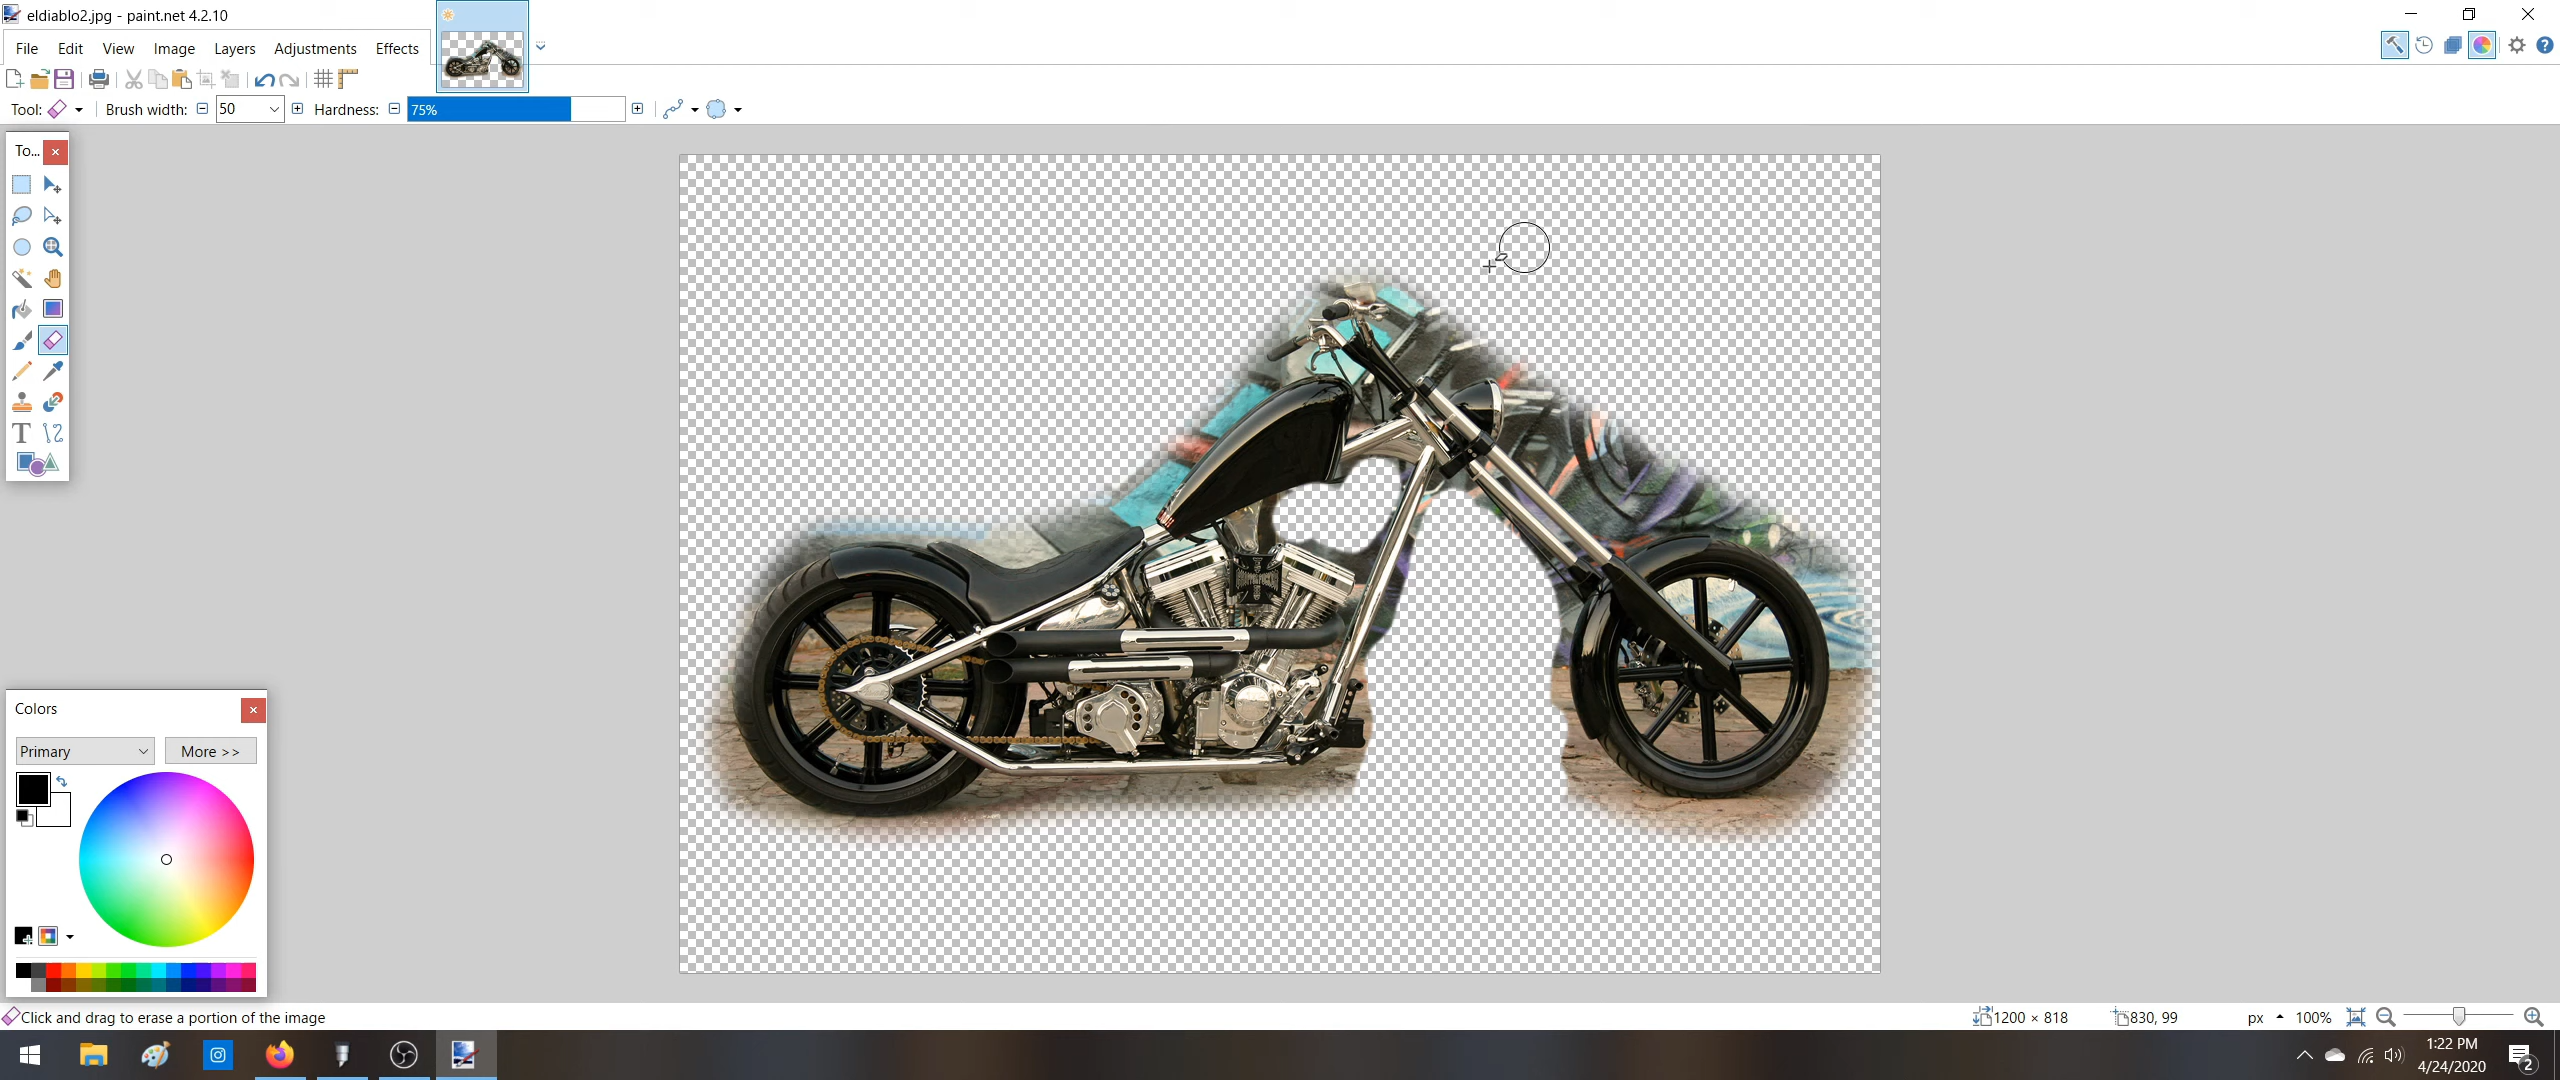 eldiablo2.jpg - paint.net 4.2.10
File Edit View Image Layers Adjustments Effects
Tool: Brush width: 50 Hardness: 75%
To...
T
Colors
Primary More >>
Click and drag to erase a portion of the image
1200 × 818 830, 99 px 100%
1:22 PM
4/24/2020
2